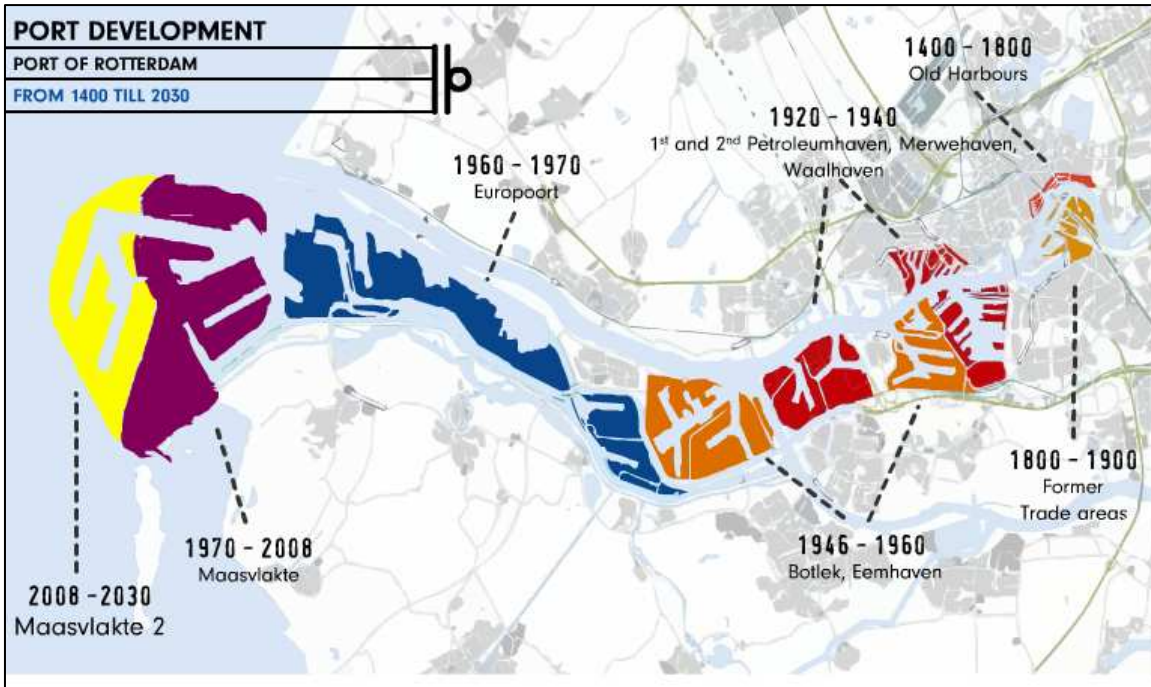 PORT DEVELOPMENT
PORT OF ROTTERDAM
FROM 1400 TILL 2030
1400 - 1800
Old Harbours
1920 - 1940
1st and 2nd Petroleumhaven, Merwehaven,
Waalhaven
1960 - 1970
Europoort
1800 - 1900
Former
Trade areas
1946 - 1960
Botlek, Eemhaven
1970 - 2008
Maasvlakte
2008 -2030
Maasvlakte 2